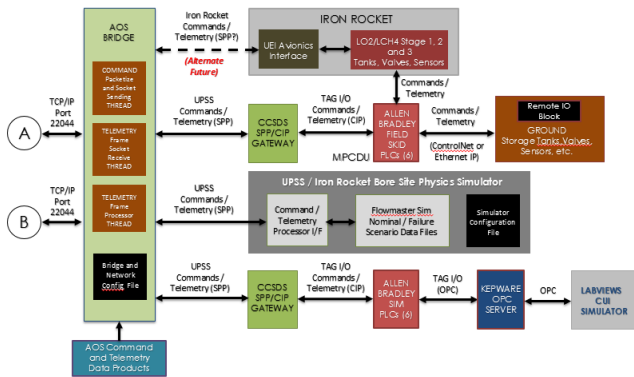 AOS
BRIDGE
COMMAND
Packetize
and Socket
Sending
THREAD
TELEMETRY
Frame
Socket
Receive
THREAD
TELEMETRY
Frame
Processor
THREAD
Bridge and
Network
Config File
AOS Command
and Telemetry
Data Products
TCP/IP
Port
22044
A
TCP/IP
Port
22044
B
Iron Rocket
Commands /
Telemetry (SPP?)
(Alternate
Future)
IRON ROCKET
UEI Avionics
Interface
LO2/LCH4 Stage 1, 2
and 3
Tanks, Valves, Sensors
Commands /
Telemetry
UPSS
Commands /
Telemetry (SPP)
CCSDS
SPP/CIP
GATEWAY
TAG I/O
Commands /
Telemetry (CIP)
MPCDU
ALLEN
BRADLEY
FIELD
SKID
PLCs (6)
Commands /
Telemetry
(ControlNet or
Ethernet IP)
Remote IO
Block
GROUND
Storage Tanks,Valves,
Sensors, etc.
UPSS
Commands /
Telemetry (SPP)
UPSS / Iron Rocket Bore Site Physics Simulator
Command /
Telemetry
Processor I/F
Flowmaster Sim
Nominal / Failure
Scenario Data Files
Simulator
Configuration
File
UPSS
Commands /
Telemetry (SPP)
CCSDS
SPP/CIP
GATEWAY
TAG I/O
Commands /
Telemetry (CIP)
ALLEN
BRADLEY
SIM
PLCs (6)
TAG I/O
(OPC)
KEPWARE
OPC
SERVER
OPC
LABVIEWS
CUI
SIMULATOR